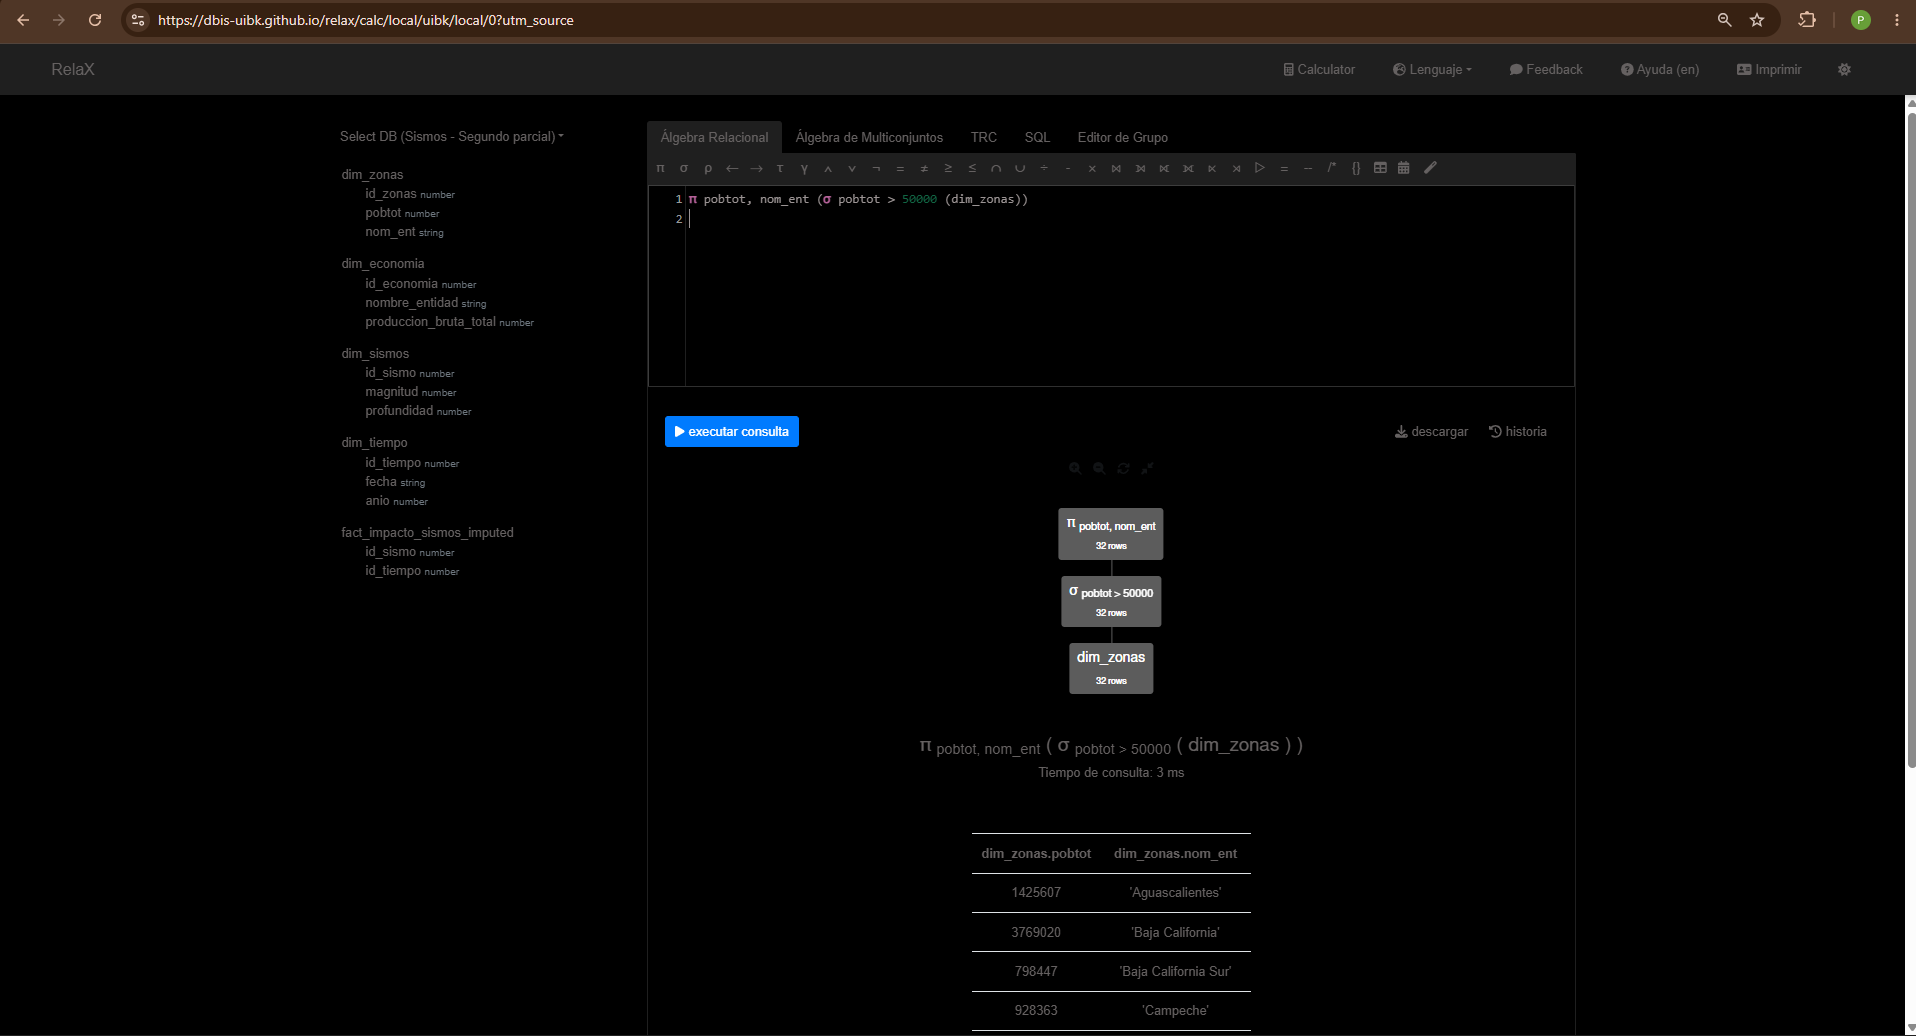 https://dbis-uibk.github.io/relax/calc/local/uibk/local/0?utm_source
P
RelaX
Calculator
Lenguaje
Feedback
Ayuda (en)
Imprimir
Select DB (Sismos - Segundo parcial)
dim_zonas
id_zonas number
pobtot number
nom_ent string
dim_economia
id_economia number
nombre_entidad string
produccion_bruta_total number
dim_sismos
id_sismo number
magnitud number
profundidad number
dim_tiempo
id_tiempo number
fecha string
anio number
fact_impacto_sismos_imputed
id_sismo number
id_tiempo number
Álgebra Relacional
Álgebra de Multiconjuntos
TRC
SQL
Editor de Grupo
π σ ρ ← → τ γ ∧ ∨ ¬ = ≠ ≥ ≤ ∩ ∪ ÷ - × ⨝ ⟕ ⟖ ⟗ ⋉ ⋊ ▷ = -- /* {}
1 π pobtot, nom_ent (σ pobtot > 50000 (dim_zonas))
2
executar consulta
descargar
historia
π pobtot, nom_ent
32 rows
σ pobtot > 50000
32 rows
dim_zonas
32 rows
π pobtot, nom_ent ( σ pobtot > 50000 ( dim_zonas ) )
Tiempo de consulta: 3 ms
dim_zonas.pobtot dim_zonas.nom_ent
1425607 'Aguascalientes'
3769020 'Baja California'
798447 'Baja California Sur'
928363 'Campeche'